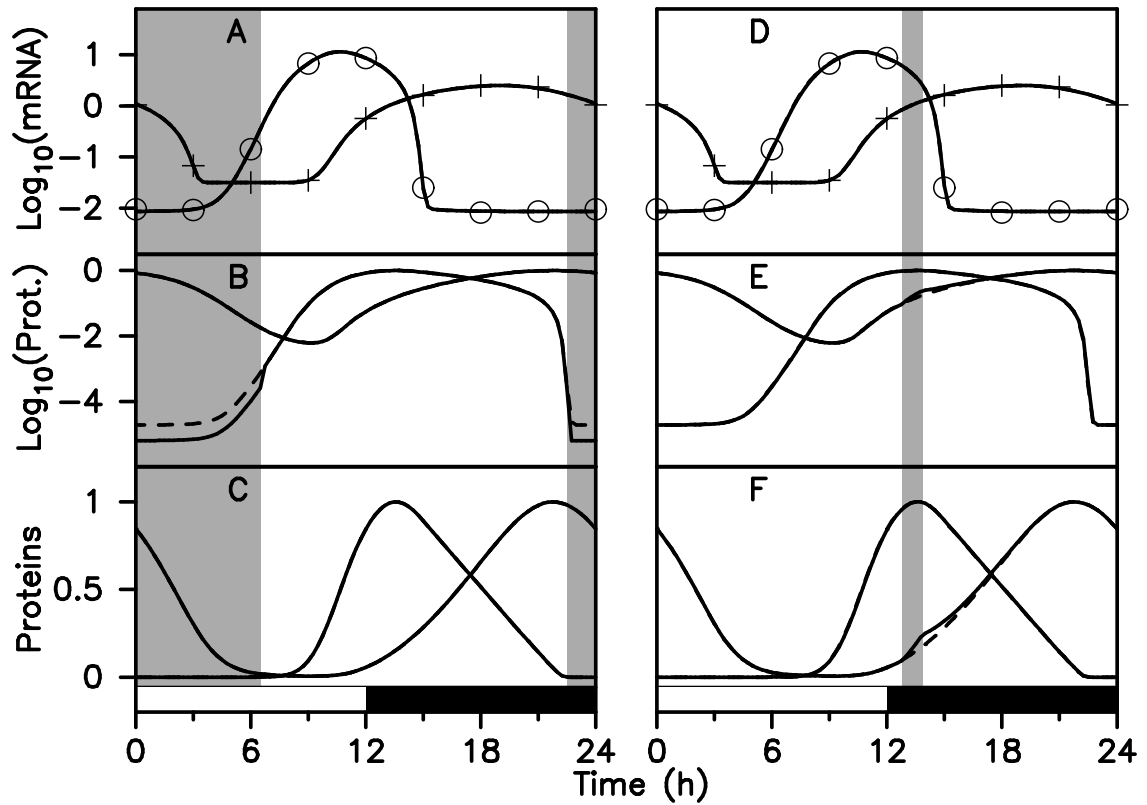 A
D
1
0
−1
−2
Log10(mRNA)
B
E
0
−2
−4
Log10(Prot.)
C
F
1
0.5
0
Proteins
0 6 12 18 24
0 6 12 18 24
Time (h)